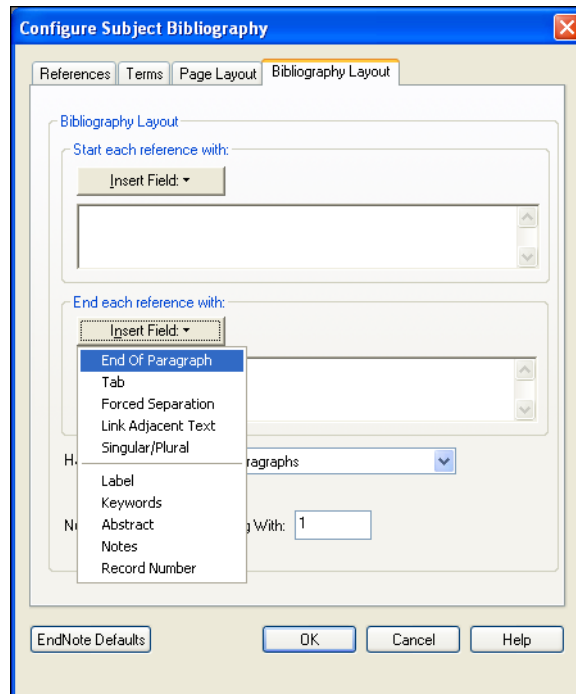 Configure Subject Bibliography
References Terms Page Layout Bibliography Layout
Bibliography Layout
Start each reference with:
Insert Field:
End each reference with:
Insert Field:
End Of Paragraph
Tab
Forced Separation
Link Adjacent Text
Singular/Plural
Label
Keywords
Abstract
Notes
Record Number
With: 1
EndNote Defaults OK Cancel Help